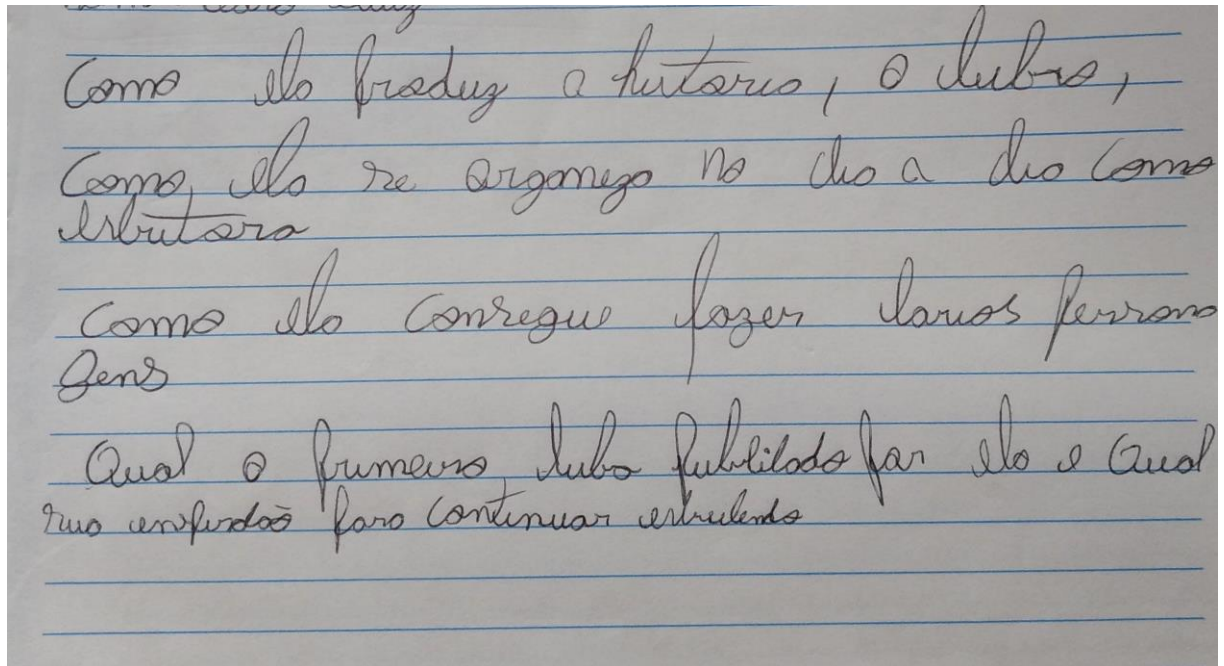 Como ela produz a historia, o livro,
Como, ela se organiza no dia a dia como
escritora
Como ela consegue fazer varios persona
gens
Qual o primeiro livro publicado por ela e Qual
sua inspiração para continuar escrevendo